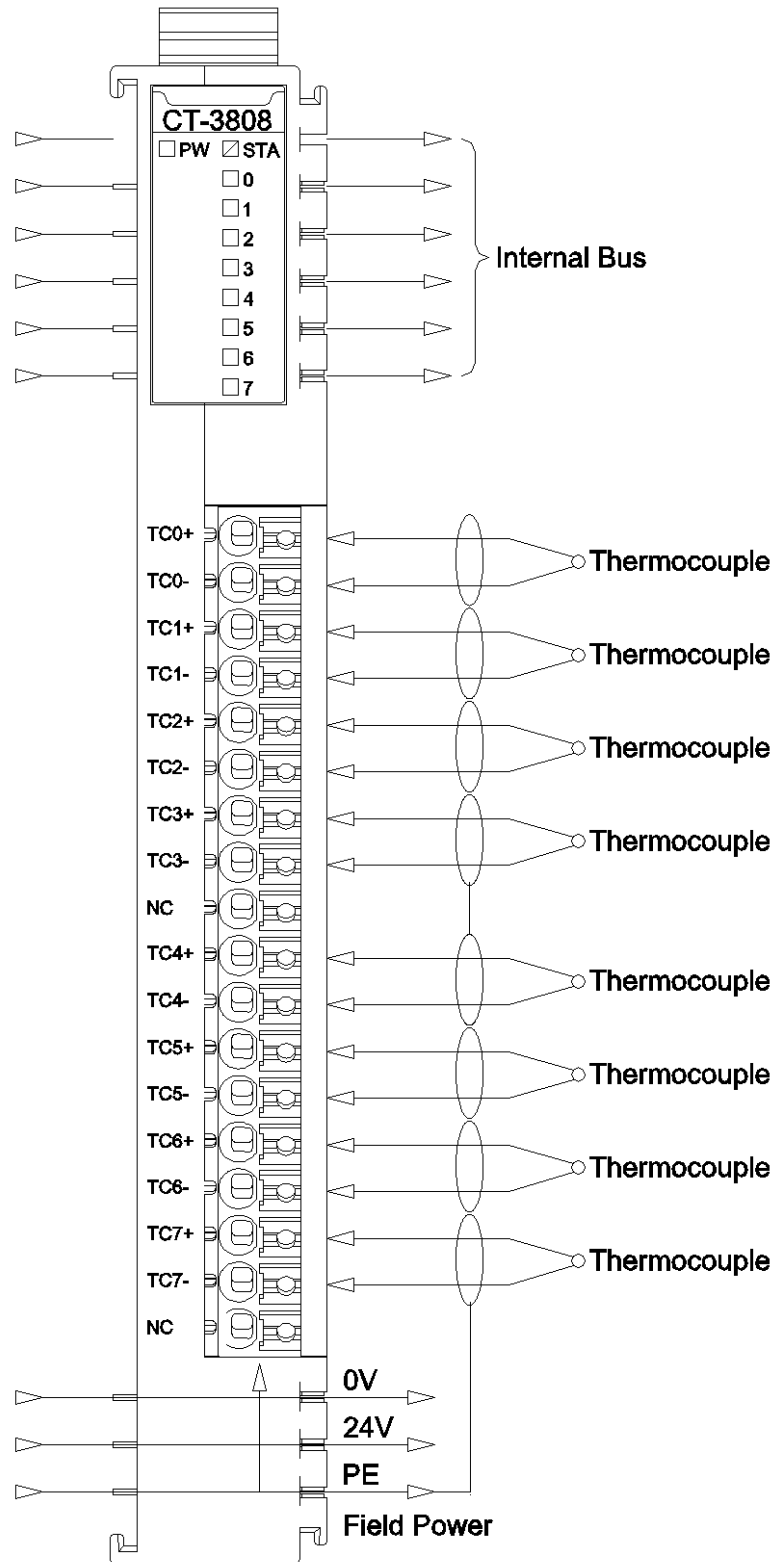 CT-3808
PW STA
0
1
2
3
4
5
6
7
Internal Bus
TC0+
Thermocouple
TC0-
TC1+
Thermocouple
TC1-
TC2+
Thermocouple
TC2-
TC3+
Thermocouple
TC3-
NC
TC4+
Thermocouple
TC4-
TC5+
Thermocouple
TC5-
TC6+
Thermocouple
TC6-
TC7+
Thermocouple
TC7-
NC
0V
24V
PE
Field Power